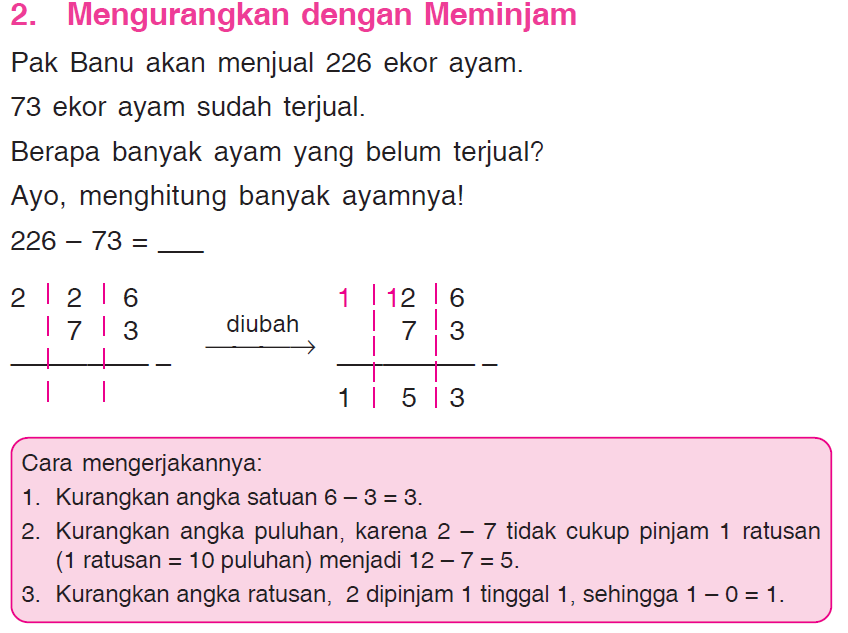 2. Mengurangkan dengan Meminjam
Pak Banu akan menjual 226 ekor ayam.
73 ekor ayam sudah terjual.
Berapa banyak ayam yang belum terjual?
Ayo, menghitung banyak ayamnya!
226 – 73 = ___
2 | 2 | 6 1 | 12 | 6
| 7 | 3 diubah | 7 | 3
–  –
| | 1 | 5 | 3
Cara mengerjakannya:
1. Kurangkan angka satuan 6 – 3 = 3.
2. Kurangkan angka puluhan, karena 2 – 7 tidak cukup pinjam 1 ratusan
(1 ratusan = 10 puluhan) menjadi 12 – 7 = 5.
3. Kurangkan angka ratusan, 2 dipinjam 1 tinggal 1, sehingga 1 – 0 = 1.